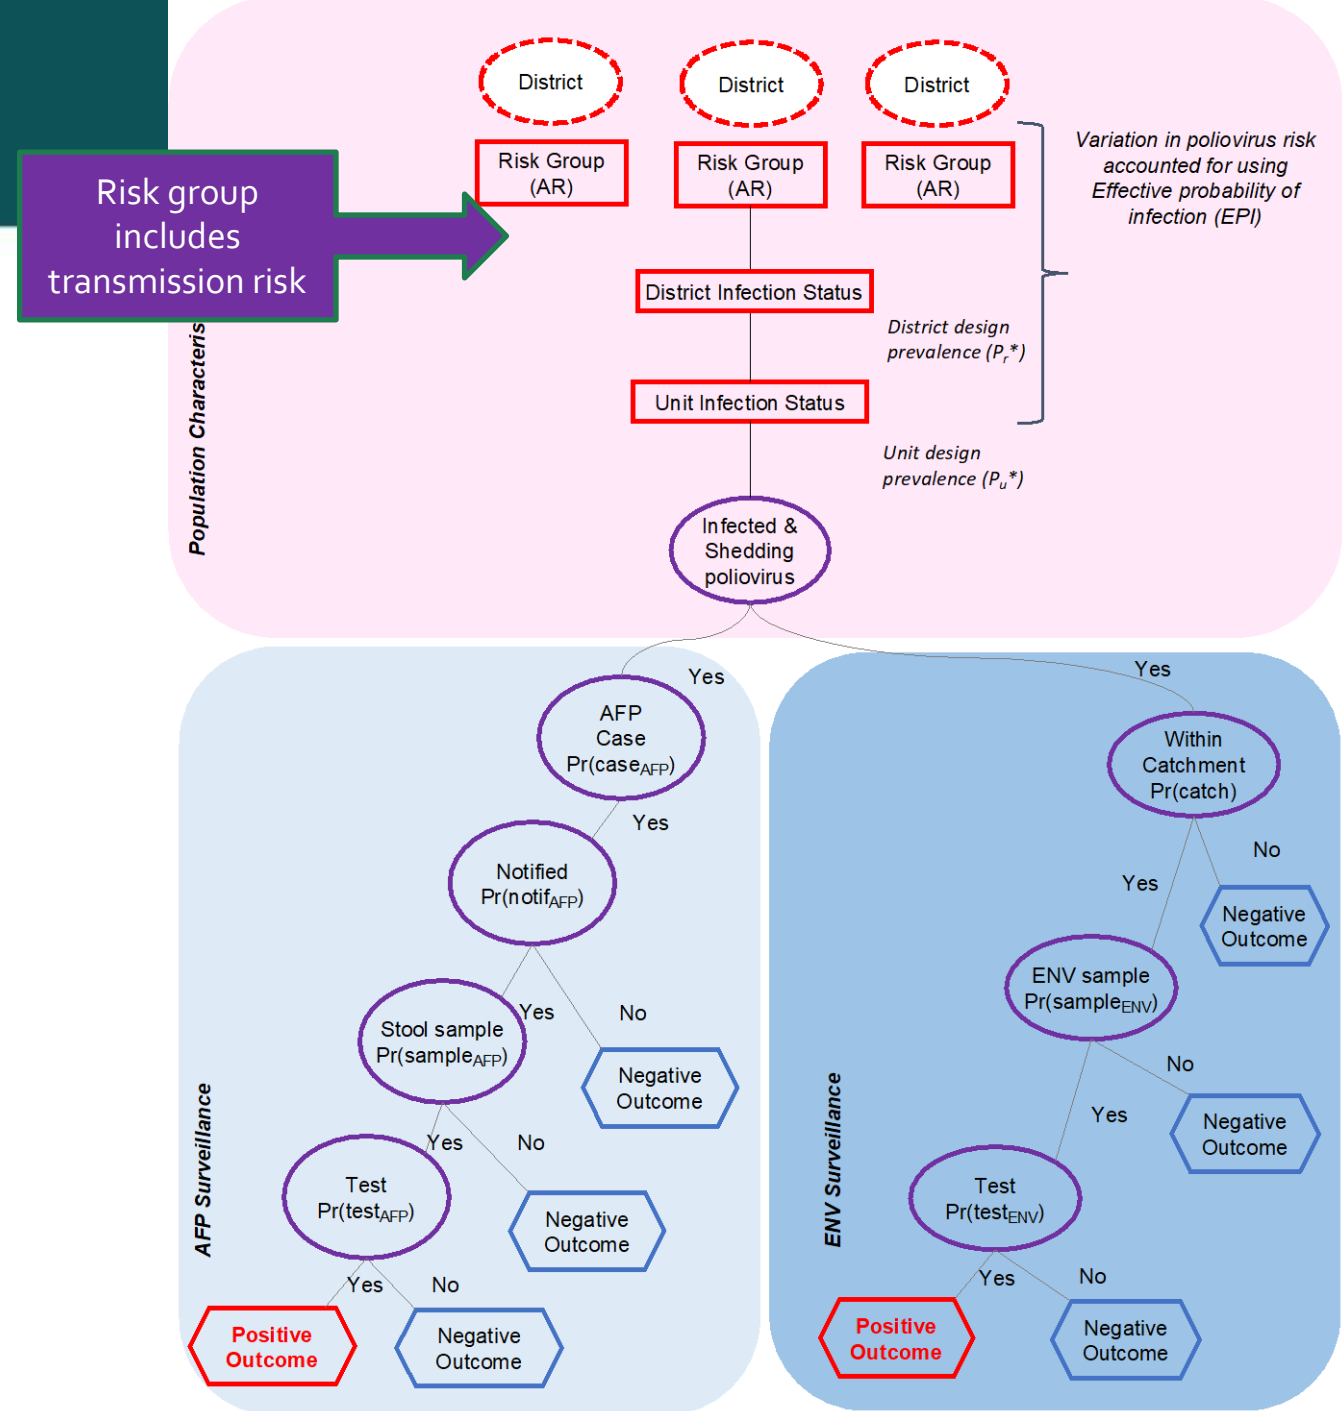 District
District
District
Risk Group
(AR)
Risk Group
(AR)
Risk Group
(AR)
Variation in poliovirus risk
accounted for using
Effective probability of
infection (EPI)
Risk group
includes
transmission risk
District Infection Status
District design
prevalence (Pr*)
Unit Infection Status
Unit design
prevalence (Pu*)
Population Characteris
Infected &
Shedding
poliovirus
Yes
AFP
Case
Pr(caseAFP)
Yes
Notified
Pr(notifAFP)
Yes
No
Stool sample
Pr(sampleAFP)
Negative
Outcome
Yes
No
Test
Pr(testAFP)
Negative
Outcome
Yes
No
Positive
Outcome
Negative
Outcome
AFP Surveillance
Yes
Within
Catchment
Pr(catch)
Yes
No
Negative
Outcome
ENV sample
Pr(sampleENV)
Yes
No
Negative
Outcome
Test
Pr(testENV)
Yes
No
Positive
Outcome
Negative
Outcome
ENV Surveillance